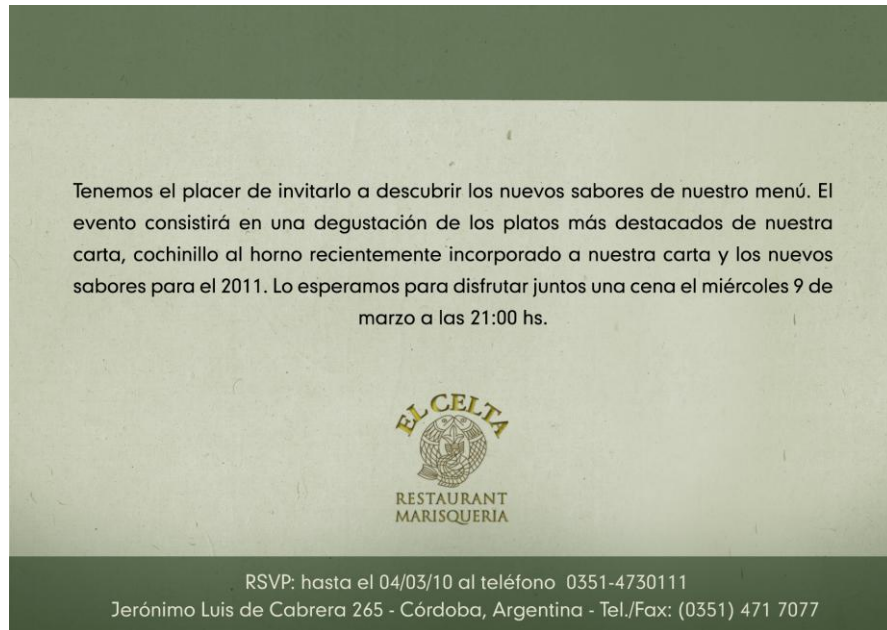 Tenemos el placer de invitarlo a descubrir los nuevos sabores de nuestro menú. El
evento consistirá en una degustación de los platos más destacados de nuestra
carta, cochinillo al horno recientemente incorporado a nuestra carta y los nuevos
sabores para el 2011. Lo esperamos para disfrutar juntos una cena el miércoles 9 de
marzo a las 21:00 hs.
EL CELTA
RESTAURANT
MARISQUERIA
RSVP: hasta el 04/03/10 al teléfono 0351-4730111
Jerónimo Luis de Cabrera 265 - Córdoba, Argentina - Tel./Fax: (0351) 471 7077